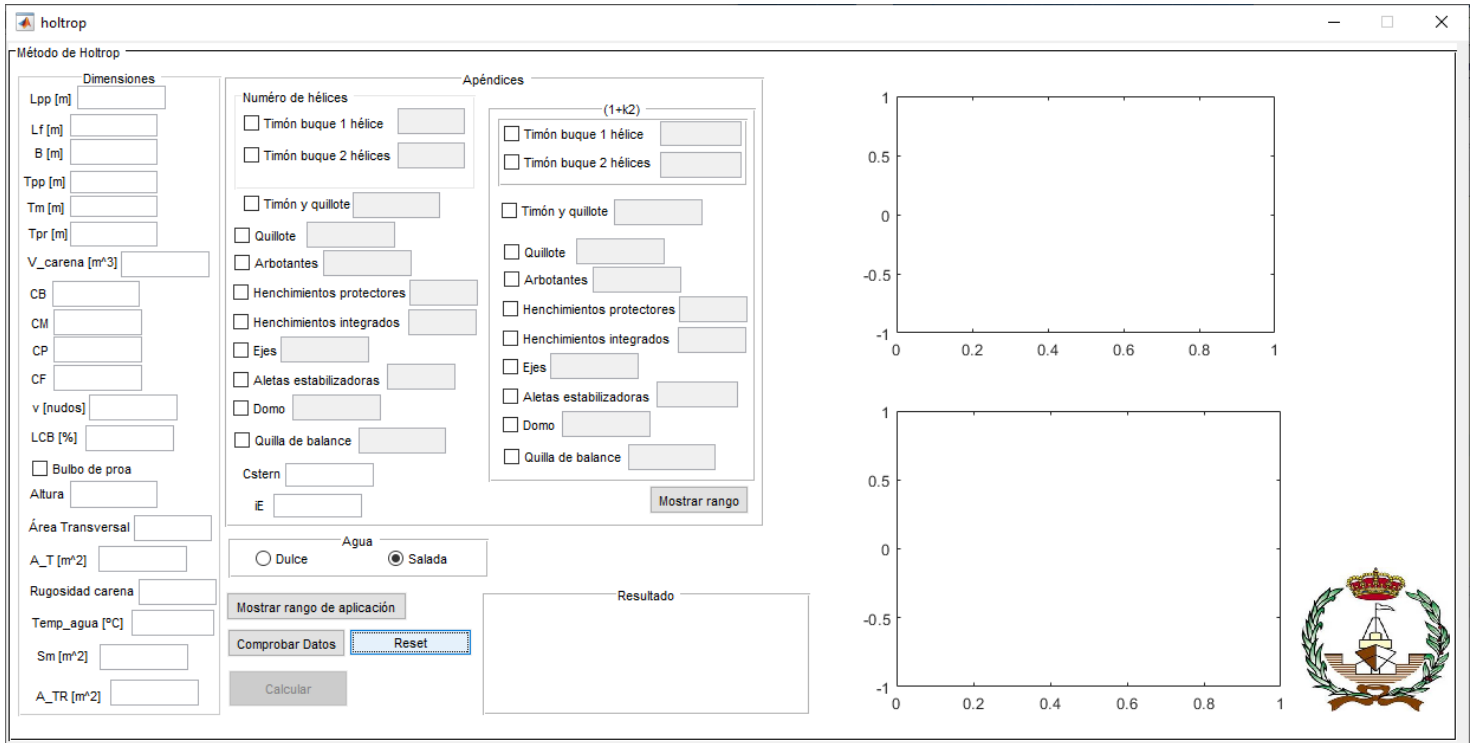 holtrop
Método de Holtrop
Dimensiones
Lpp [m]
Lf [m]
B [m]
Tpp [m]
Tm [m]
Tpr [m]
V_carena [m^3]
CB
CM
CP
CF
v [nudos]
LCB [%]
Bulbo de proa
Altura
Área Transversal
A_T [m^2]
Rugosidad carena
Temp_agua [ºC]
Sm [m^2]
A_TR [m^2]
Apéndices
Numéro de hélices
Timón buque 1 hélice
Timón buque 2 hélices
Timón y quillote
Quillote
Arbotantes
Henchimientos protectores
Henchimientos integrados
Ejes
Aletas estabilizadoras
Domo
Quilla de balance
Cstern
iE
(1+k2)
Timón buque 1 hélice
Timón buque 2 hélices
Timón y quillote
Quillote
Arbotantes
Henchimientos protectores
Henchimientos integrados
Ejes
Aletas estabilizadoras
Domo
Quilla de balance
Mostrar rango
Agua
Dulce
Salada
Mostrar rango de aplicación
Comprobar Datos
Reset
Calcular
Resultado
1
0.5
0
-0.5
-1
0 0.2 0.4 0.6 0.8 1
1
0.5
0
-0.5
-1
0 0.2 0.4 0.6 0.8 1